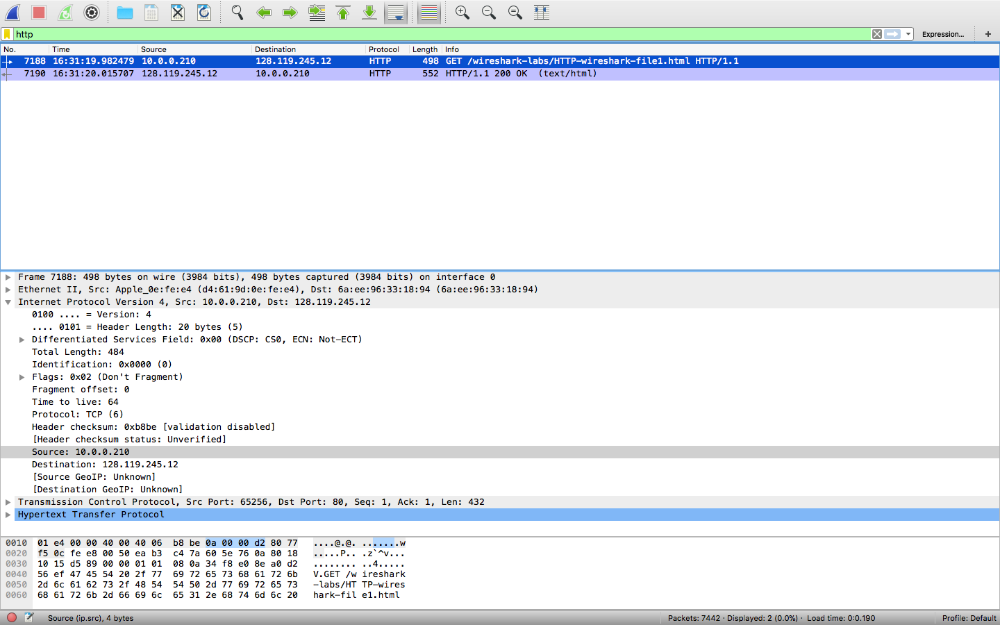 http
Expression...
+
No. Time Source Destination Protocol Length Info
7188 16:31:19.982479 10.0.0.210 128.119.245.12 HTTP 498 GET /wireshark-labs/HTTP-wireshark-file1.html HTTP/1.1
7190 16:31:20.015707 128.119.245.12 10.0.0.210 HTTP 552 HTTP/1.1 200 OK  (text/html)
Frame 7188: 498 bytes on wire (3984 bits), 498 bytes captured (3984 bits) on interface 0
Ethernet II, Src: Apple_0e:fe:e4 (d4:61:9d:0e:fe:e4), Dst: 6a:ee:96:33:18:94 (6a:ee:96:33:18:94)
Internet Protocol Version 4, Src: 10.0.0.210, Dst: 128.119.245.12
0100 .... = Version: 4
.... 0101 = Header Length: 20 bytes (5)
Differentiated Services Field: 0x00 (DSCP: CS0, ECN: Not-ECT)
Total Length: 484
Identification: 0x0000 (0)
Flags: 0x02 (Don't Fragment)
Fragment offset: 0
Time to live: 64
Protocol: TCP (6)
Header checksum: 0xb8be [validation disabled]
[Header checksum status: Unverified]
Source: 10.0.0.210
Destination: 128.119.245.12
[Source GeoIP: Unknown]
[Destination GeoIP: Unknown]
Transmission Control Protocol, Src Port: 65256, Dst Port: 80, Seq: 1, Ack: 1, Len: 432
Hypertext Transfer Protocol
0010 01 e4 00 00 40 00 40 06 b8 be 0a 00 00 d2 80 77 ....@.@. .......w
0020 f5 0c fe e8 00 50 ea b3 c4 7a 60 5e 76 0a 80 18 .....P.. .z`^v...
0030 10 15 d5 89 00 00 01 01 08 0a 34 f8 e0 8e a0 d2 ........ ..4.....
0040 56 ef 47 45 54 20 2f 77 69 72 65 73 68 61 72 6b V.GET /w ireshark
0050 2d 6c 61 62 73 2f 48 54 54 50 2d 77 69 72 65 73 -labs/HT TP-wires
0060 68 61 72 6b 2d 66 69 6c 65 31 2e 68 74 6d 6c 20 hark-fil e1.html
Source (ip.src), 4 bytes
Packets: 7442 · Displayed: 2 (0.0%) · Load time: 0:0.190
Profile: Default